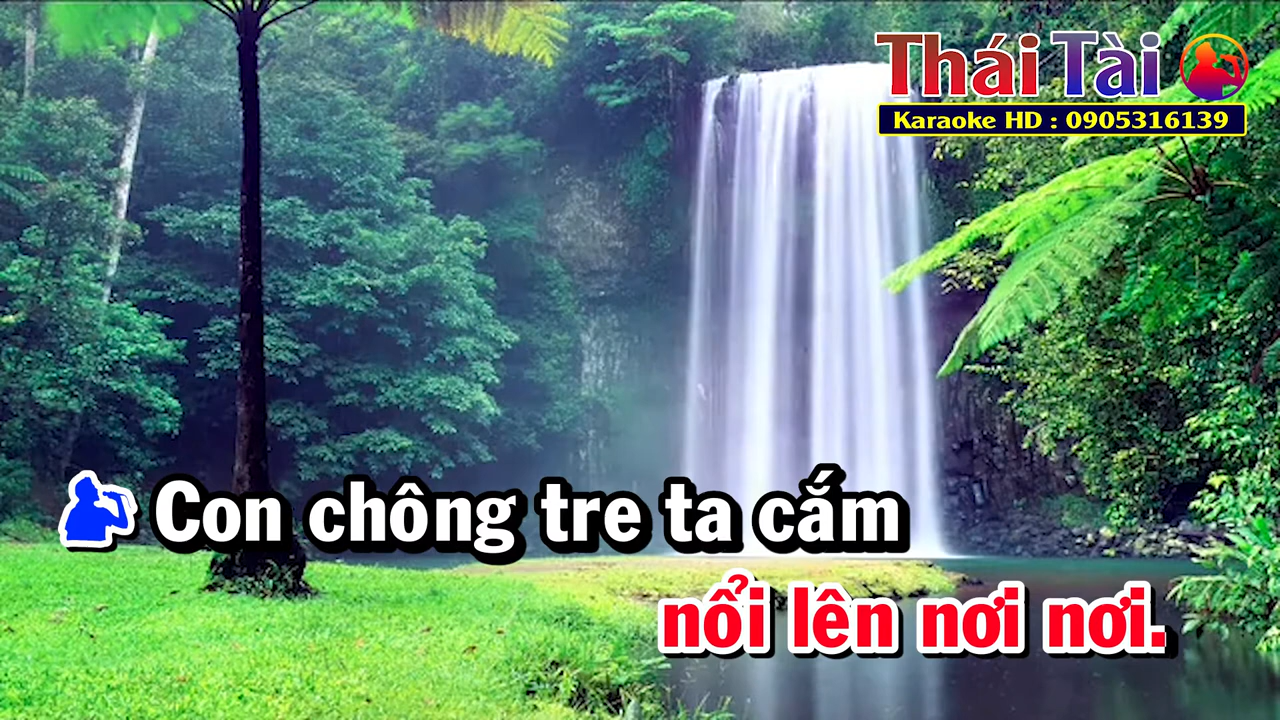 Thái Tài
Karaoke HD : 0905316139
Con chông tre ta cắm
nổi lên nơi nơi.